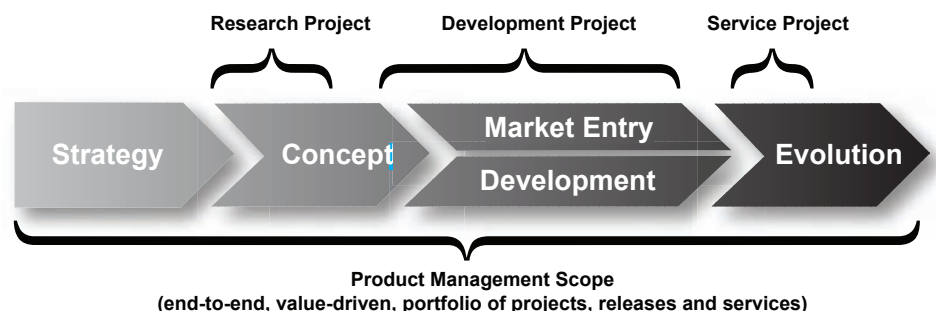 Research Project
Development Project
Service Project
Strategy
Concept
Market Entry
Development
Evolution
Product Management Scope
(end-to-end, value-driven, portfolio of projects, releases and services)